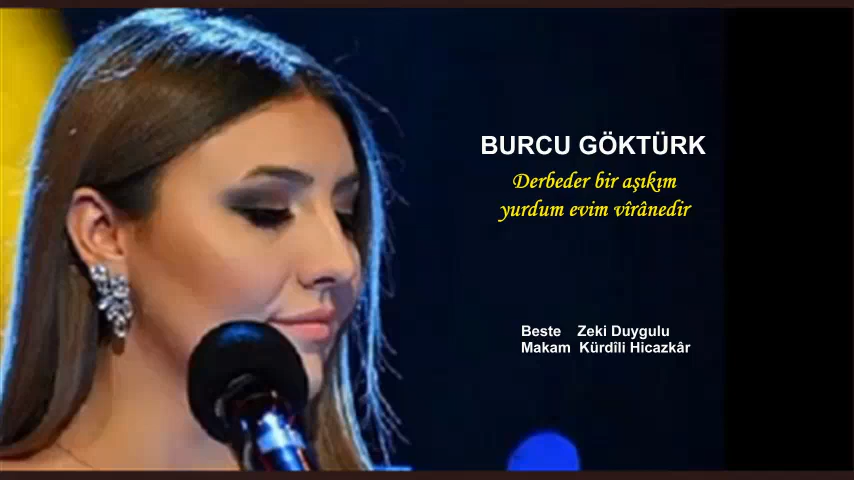 BURCU GÖKTÜRK
Derbeder bir aşıkım
yurdum evim vîrânedir
Beste Zeki Duygulu
Makam Kürdîli Hicazkâr